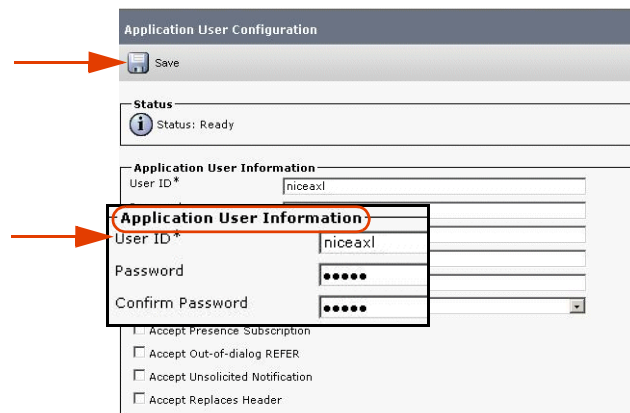 Application User Configuration
Save
Status
Status: Ready
Application User Information
User ID* niceaxl
Application User Information
User ID* niceaxl
Password •••••
Confirm Password •••••
Accept Presence Subscription
Accept Out-of-dialog REFER
Accept Unsolicited Notification
Accept Replaces Header